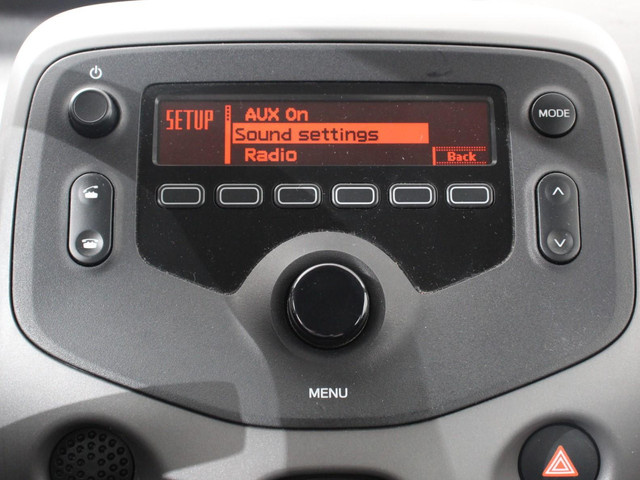 MODE
SETUP
AUX On
Sound settings
Radio
Back
MENU